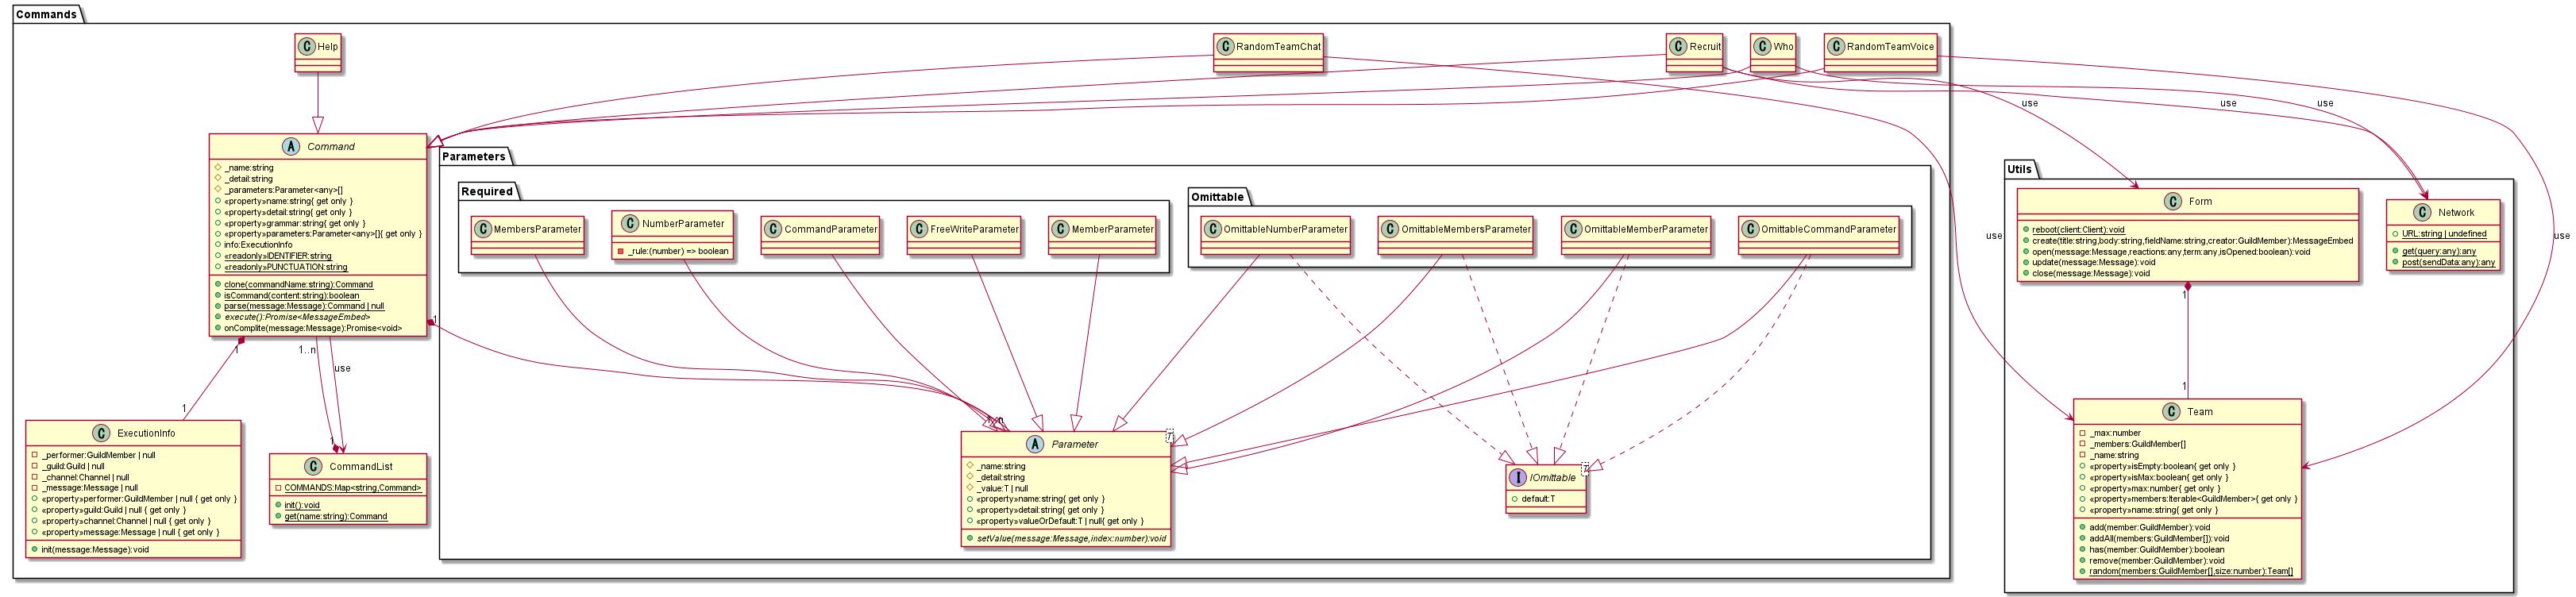 Commands
C Help
C RandomTeamChat
C Recruit
C Who
C RandomTeamVoice
use
use
use
A Command
_name:string
_detail:string
_parameters:Parameter<any>[]
«property»name:string{ get only }
«property»detail:string{ get only }
«property»grammar:string{ get only }
«property»parameters:Parameter<any>[]{ get only }
info:ExecutionInfo
«readonly»IDENTIFIER:string
«readonly»PUNCTUATION:string
clone(commandName:string):Command
isCommand(content:string):boolean
parse(message:Message):Command | null
execute():Promise<MessageEmbed>
onComplite(message:Message):Promise<void>
Parameters
Required
C MembersParameter
C NumberParameter
_rule:(number) => boolean
C CommandParameter
C FreeWriteParameter
C MemberParameter
Omittable
C OmittableNumberParameter
C OmittableMembersParameter
C OmittableMemberParameter
C OmittableCommandParameter
use
use
Utils
C Form
reboot(client:Client):void
create(title:string,body:string,fieldName:string,creator:GuildMember):MessageEmbed
open(message:Message,reactions:any,term:any,isOpened:boolean):void
update(message:Message):void
close(message:Message):void
C Network
URL:string | undefined
get(query:any):any
post(sendData:any):any
1
1
1
1..n
use
1
1
1
1
C ExecutionInfo
_performer:GuildMember | null
_guild:Guild | null
_channel:Channel | null
_message:Message | null
«property»performer:GuildMember | null { get only }
«property»guild:Guild | null { get only }
«property»channel:Channel | null { get only }
«property»message:Message | null { get only }
init(message:Message):void
C CommandList
COMMANDS:Map<string,Command>
init():void
get(name:string):Command
A Parameter
T
_name:string
_detail:string
_value:T | null
«property»name:string{ get only }
«property»detail:string{ get only }
«property»valueOrDefault:T | null{ get only }
setValue(message:Message,index:number):void
I IOmittable
T
default:T
C Team
_max:number
_members:GuildMember[]
_name:string
«property»isEmpty:boolean{ get only }
«property»isMax:boolean{ get only }
«property»max:number{ get only }
«property»members:Iterable<GuildMember>{ get only }
«property»name:string{ get only }
add(member:GuildMember):void
addAll(members:GuildMember[]):void
has(member:GuildMember):boolean
remove(member:GuildMember):void
random(members:GuildMember[],size:number):Team[]